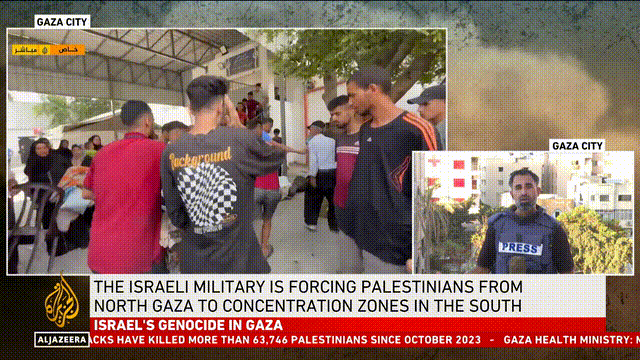 GAZA CITY
مباشر
خاص
Background
GAZA CITY
PRESS
THE ISRAELI MILITARY IS FORCING PALESTINIANS FROM
NORTH GAZA TO CONCENTRATION ZONES IN THE SOUTH
ISRAEL'S GENOCIDE IN GAZA
ALJAZEERA
ACKS HAVE KILLED MORE THAN 63,746 PALESTINIANS SINCE OCTOBER 2023 - GAZA HEALTH MINISTRY: M